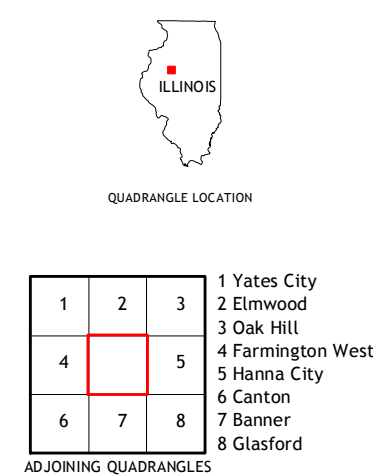 ILLINOIS
QUADRANGLE LOCATION
1 2 3
4 5
6 7 8
1 Yates City
2 Elmwood
3 Oak Hill
4 Farmington West
5 Hanna City
6 Canton
7 Banner
8 Glasford
ADJOINING QUADRANGLES